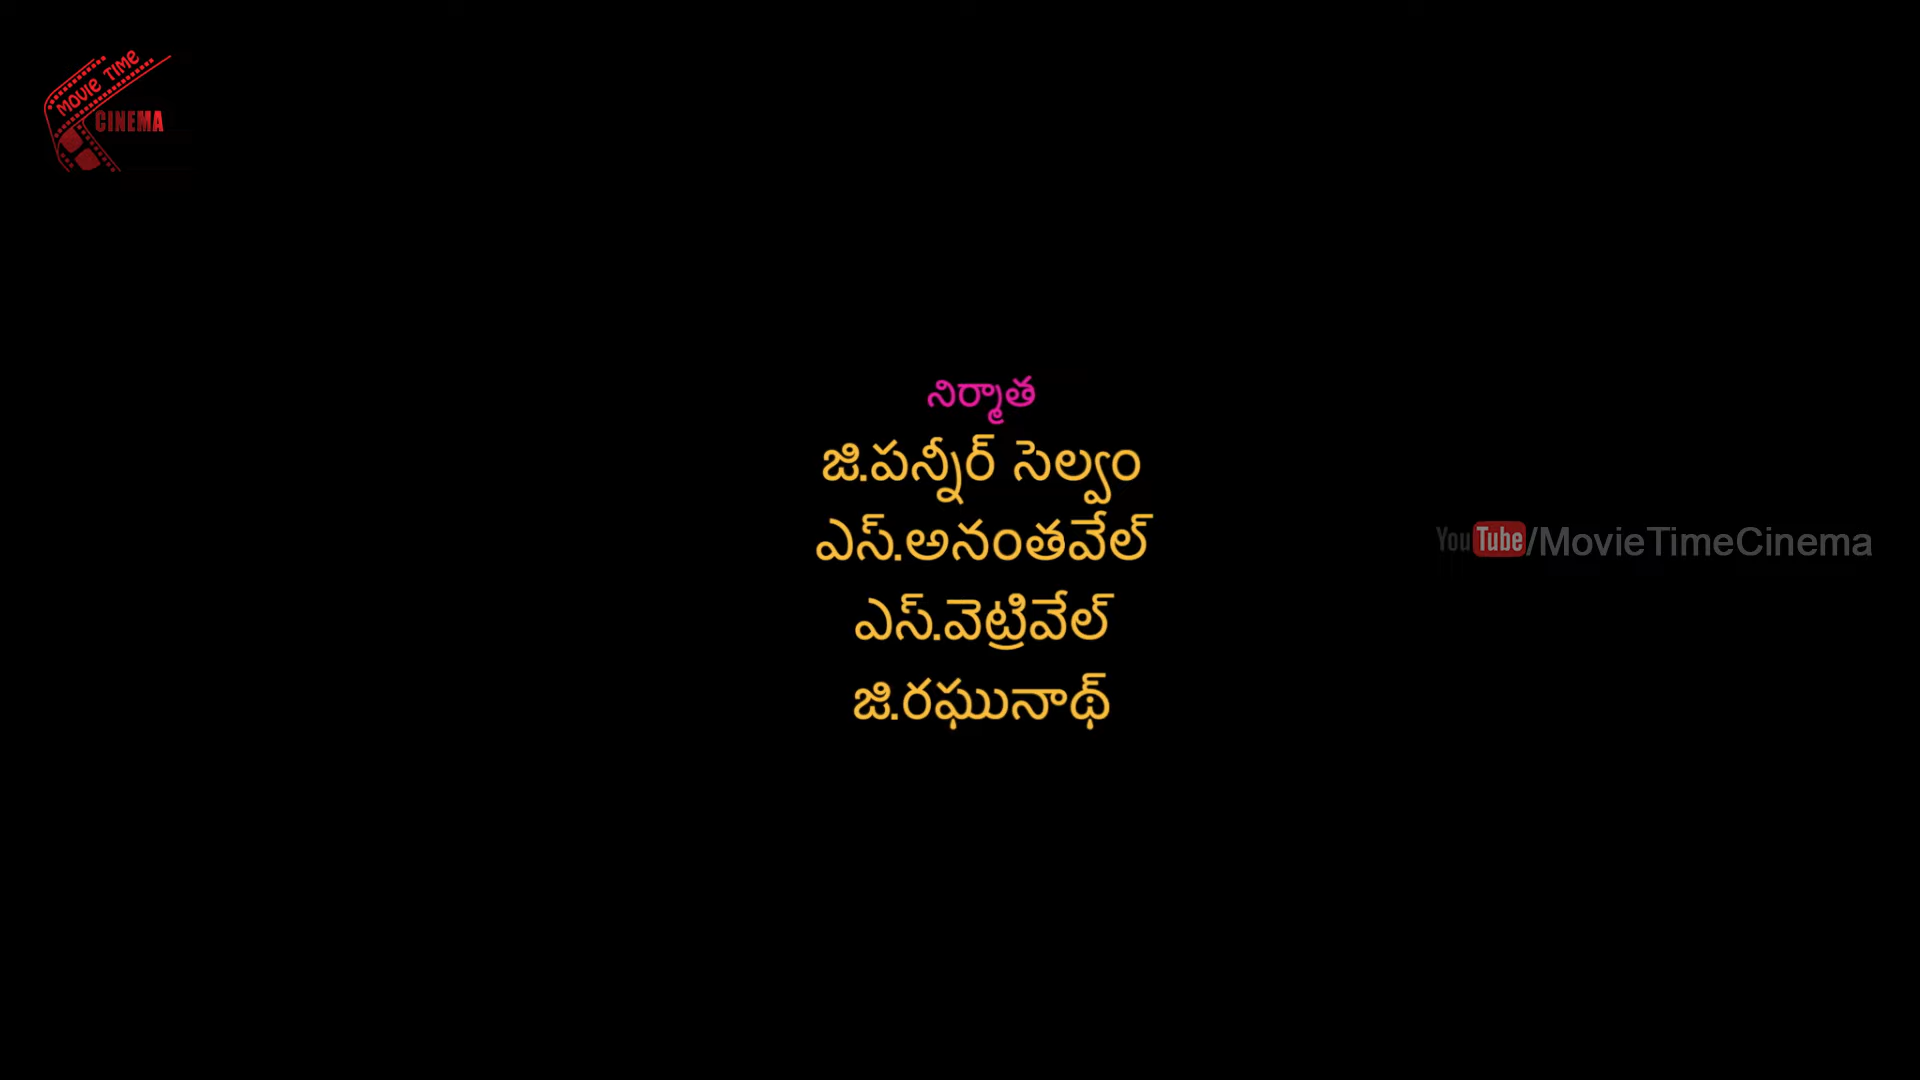 MOVIE TIME
CINEMA
నిర్మాత
జి.పన్నీర్ సెల్వం
ఎస్.అనంతవేల్
YouTube/MovieTimeCinema
ఎస్.వెట్రివేల్
జి.రఘునాథ్